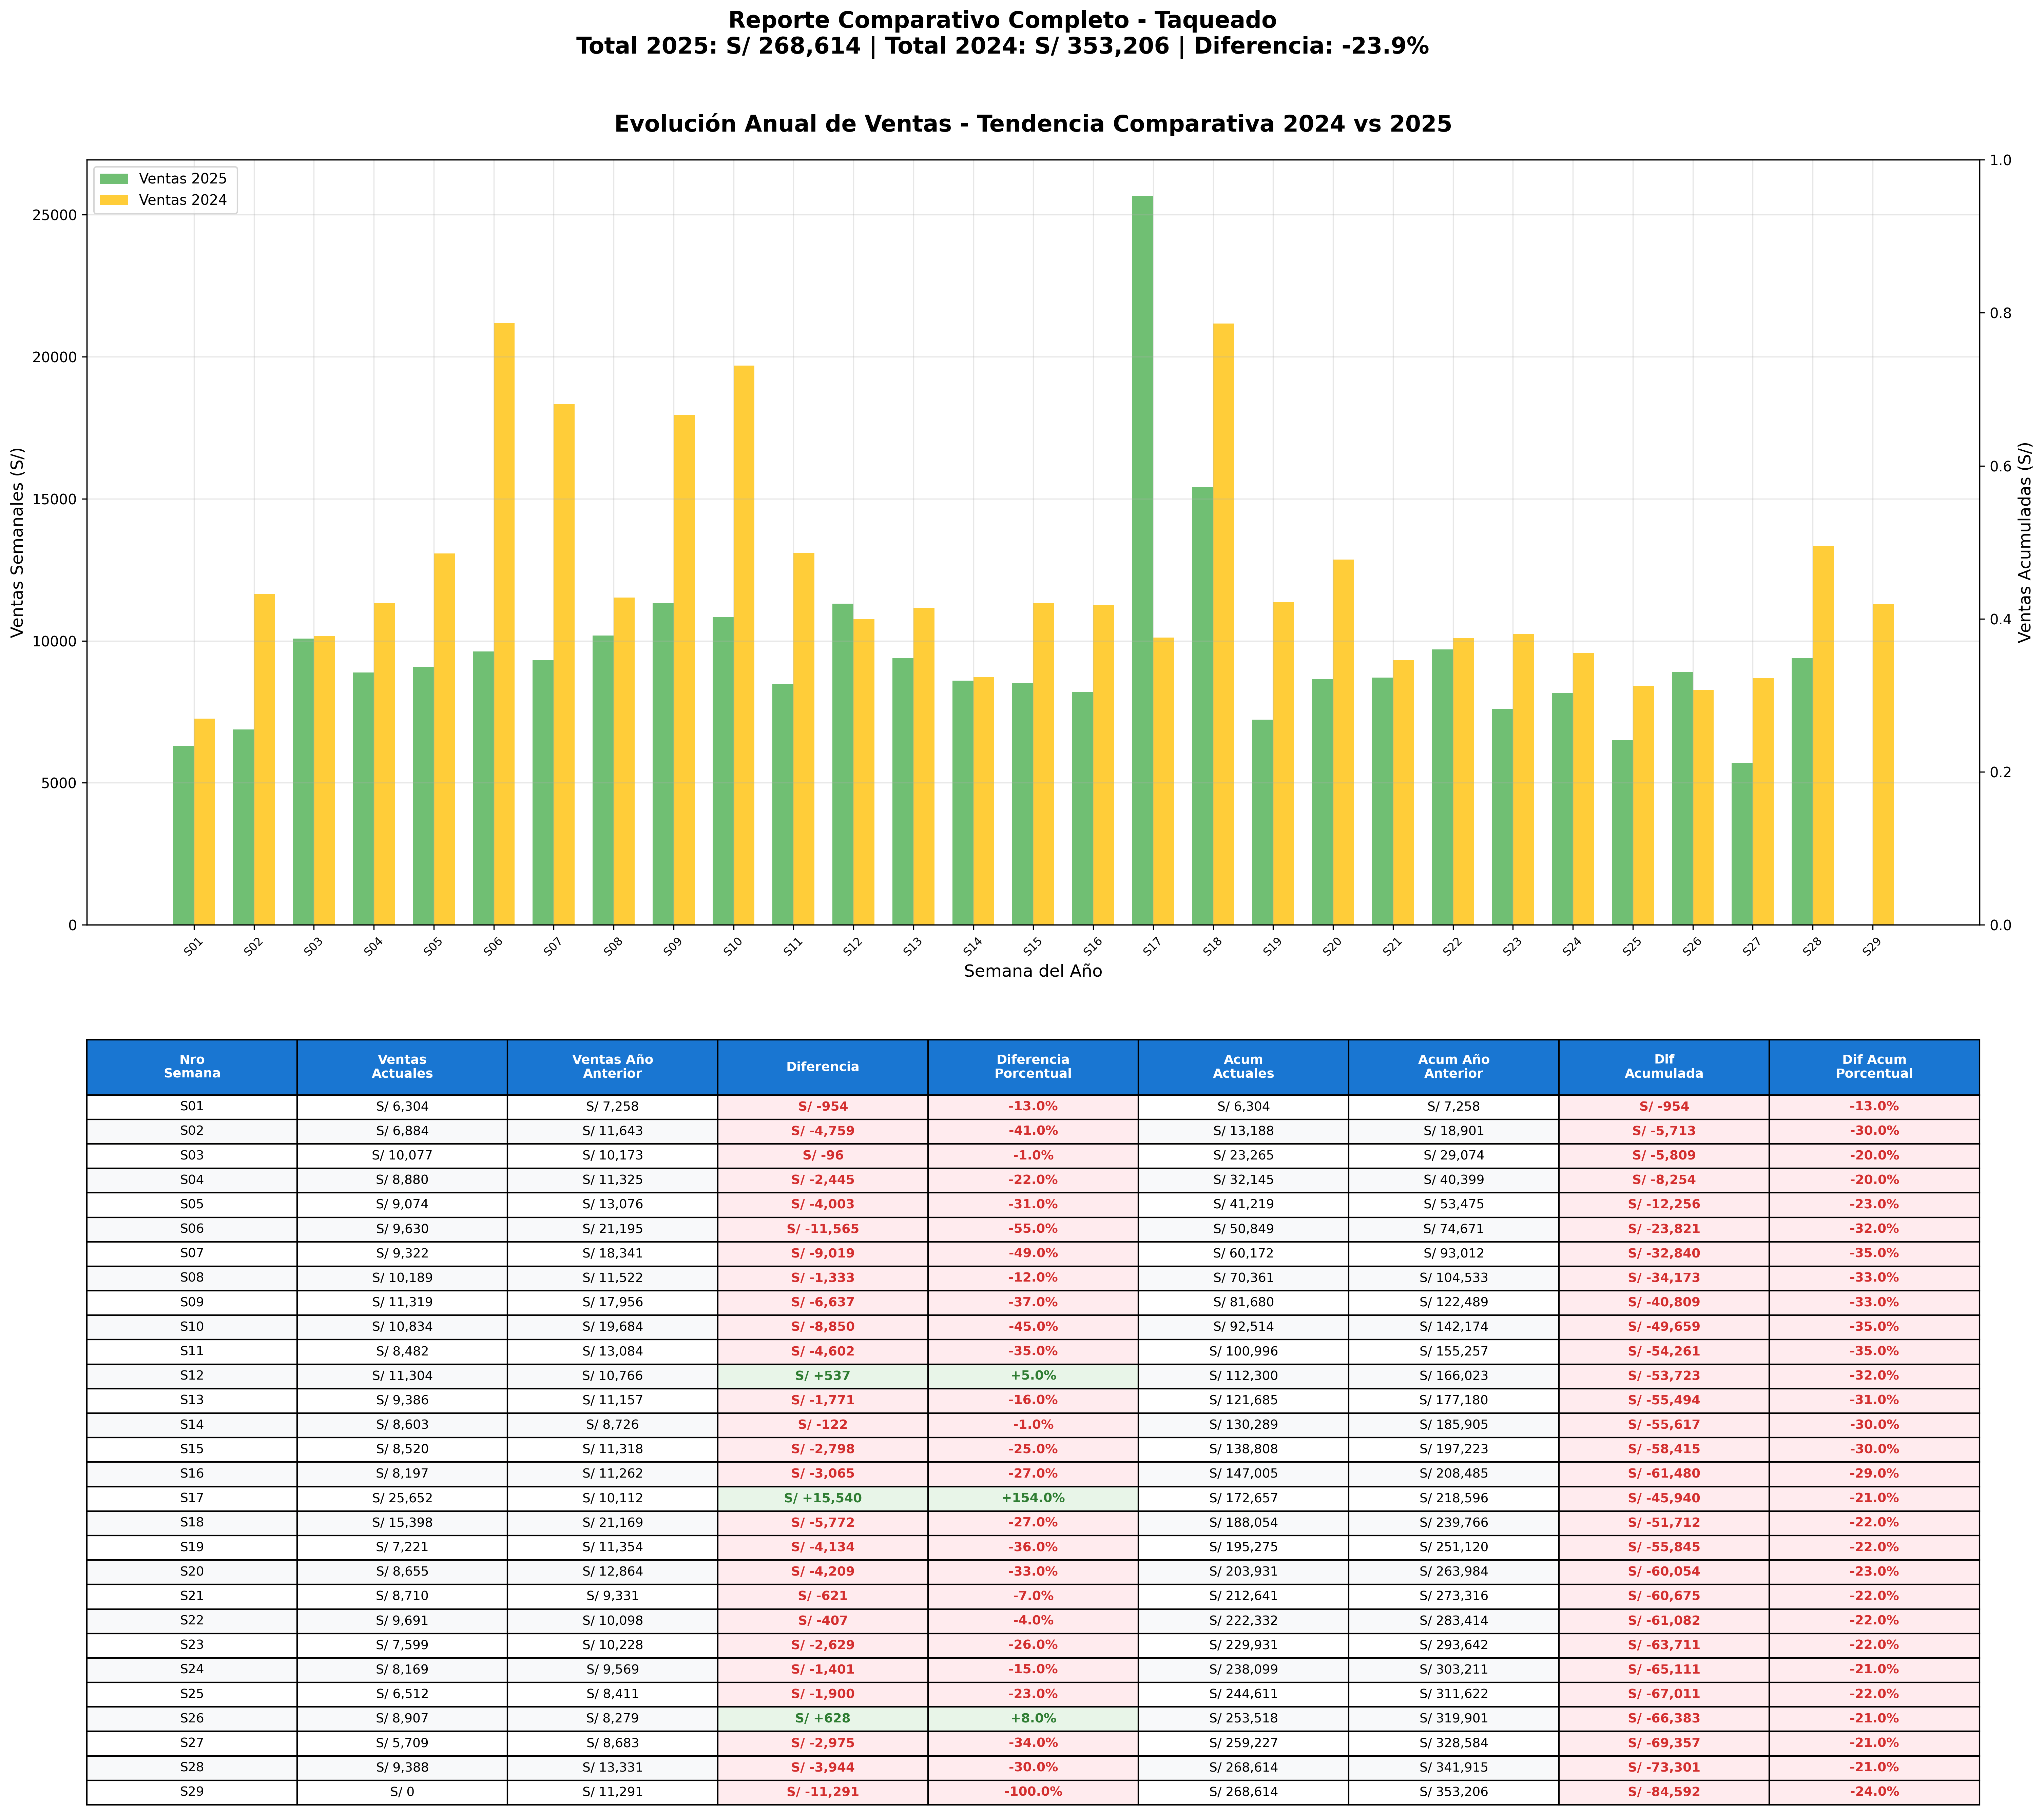 Reporte Comparativo Completo - Taqueado
Total 2025: S/ 268,614 | Total 2024: S/ 353,206 | Diferencia: -23.9%
Evolución Anual de Ventas - Tendencia Comparativa 2024 vs 2025
Ventas 2025
Ventas 2024
Ventas Semanales (S/)
25000
20000
15000
10000
5000
0
1.0
0.8
0.6
0.4
0.2
0.0
Ventas Acumuladas (S/)
S01 S02 S03 S04 S05 S06 S07 S08 S09 S10 S11 S12 S13 S14 S15 S16 S17 S18 S19 S20 S21 S22 S23 S24 S25 S26 S27 S28 S29
Semana del Año
Nro Semana | Ventas Actuales | Ventas Año Anterior | Diferencia | Diferencia Porcentual | Acum Actuales | Acum Año Anterior | Dif Acumulada | Dif Acum Porcentual
S01 S/ 6,304 S/ 7,258 S/ -954 -13.0% S/ 6,304 S/ 7,258 S/ -954 -13.0%
S02 S/ 6,884 S/ 11,643 S/ -4,759 -41.0% S/ 13,188 S/ 18,901 S/ -5,713 -30.0%
S03 S/ 10,077 S/ 10,173 S/ -96 -1.0% S/ 23,265 S/ 29,074 S/ -5,809 -20.0%
S04 S/ 8,880 S/ 11,325 S/ -2,445 -22.0% S/ 32,145 S/ 40,399 S/ -8,254 -20.0%
S05 S/ 9,074 S/ 13,076 S/ -4,003 -31.0% S/ 41,219 S/ 53,475 S/ -12,256 -23.0%
S06 S/ 9,630 S/ 21,195 S/ -11,565 -55.0% S/ 50,849 S/ 74,671 S/ -23,821 -32.0%
S07 S/ 9,322 S/ 18,341 S/ -9,019 -49.0% S/ 60,172 S/ 93,012 S/ -32,840 -35.0%
S08 S/ 10,189 S/ 11,522 S/ -1,333 -12.0% S/ 70,361 S/ 104,533 S/ -34,173 -33.0%
S09 S/ 11,319 S/ 17,956 S/ -6,637 -37.0% S/ 81,680 S/ 122,489 S/ -40,809 -33.0%
S10 S/ 10,834 S/ 19,684 S/ -8,850 -45.0% S/ 92,514 S/ 142,174 S/ -49,659 -35.0%
S11 S/ 8,482 S/ 13,084 S/ -4,602 -35.0% S/ 100,996 S/ 155,257 S/ -54,261 -35.0%
S12 S/ 11,304 S/ 10,766 S/ +537 +5.0% S/ 112,300 S/ 166,023 S/ -53,723 -32.0%
S13 S/ 9,386 S/ 11,157 S/ -1,771 -16.0% S/ 121,685 S/ 177,180 S/ -55,494 -31.0%
S14 S/ 8,603 S/ 8,726 S/ -122 -1.0% S/ 130,289 S/ 185,905 S/ -55,617 -30.0%
S15 S/ 8,520 S/ 11,318 S/ -2,798 -25.0% S/ 138,808 S/ 197,223 S/ -58,415 -30.0%
S16 S/ 8,197 S/ 11,262 S/ -3,065 -27.0% S/ 147,005 S/ 208,485 S/ -61,480 -29.0%
S17 S/ 25,652 S/ 10,112 S/ +15,540 +154.0% S/ 172,657 S/ 218,596 S/ -45,940 -21.0%
S18 S/ 15,398 S/ 21,169 S/ -5,772 -27.0% S/ 188,054 S/ 239,766 S/ -51,712 -22.0%
S19 S/ 7,221 S/ 11,354 S/ -4,134 -36.0% S/ 195,275 S/ 251,120 S/ -55,845 -22.0%
S20 S/ 8,655 S/ 12,864 S/ -4,209 -33.0% S/ 203,931 S/ 263,984 S/ -60,054 -23.0%
S21 S/ 8,710 S/ 9,331 S/ -621 -7.0% S/ 212,641 S/ 273,316 S/ -60,675 -22.0%
S22 S/ 9,691 S/ 10,098 S/ -407 -4.0% S/ 222,332 S/ 283,414 S/ -61,082 -22.0%
S23 S/ 7,599 S/ 10,228 S/ -2,629 -26.0% S/ 229,931 S/ 293,642 S/ -63,711 -22.0%
S24 S/ 8,169 S/ 9,569 S/ -1,401 -15.0% S/ 238,099 S/ 303,211 S/ -65,111 -21.0%
S25 S/ 6,512 S/ 8,411 S/ -1,900 -23.0% S/ 244,611 S/ 311,622 S/ -67,011 -22.0%
S26 S/ 8,907 S/ 8,279 S/ +628 +8.0% S/ 253,518 S/ 319,901 S/ -66,383 -21.0%
S27 S/ 5,709 S/ 8,683 S/ -2,975 -34.0% S/ 259,227 S/ 328,584 S/ -69,357 -21.0%
S28 S/ 9,388 S/ 13,331 S/ -3,944 -30.0% S/ 268,614 S/ 341,915 S/ -73,301 -21.0%
S29 S/ 0 S/ 11,291 S/ -11,291 -100.0% S/ 268,614 S/ 353,206 S/ -84,592 -24.0%